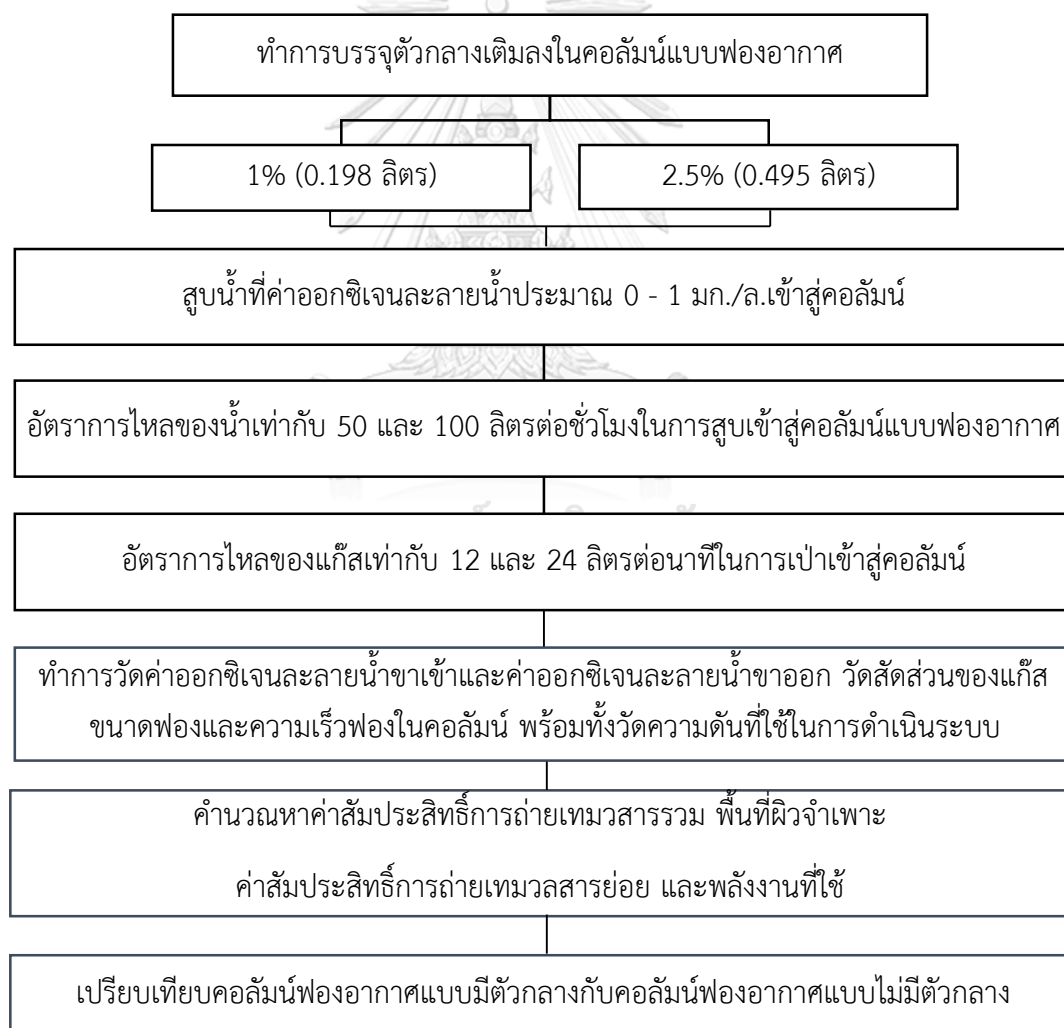 ทำการบรรจุตัวกลางเติมลงในคอลัมน์แบบฟองอากาศ
1% (0.198 ลิตร)
2.5% (0.495 ลิตร)
สูบน้ำที่ค่าออกซิเจนละลายน้ำประมาณ 0 - 1 มก./ล.เข้าสู่คอลัมน์
อัตราการไหลของน้ำเท่ากับ 50 และ 100 ลิตรต่อชั่วโมงในการสูบเข้าสู่คอลัมน์แบบฟองอากาศ
อัตราการไหลของแก๊สเท่ากับ 12 และ 24 ลิตรต่อนาทีในการเป่าเข้าสู่คอลัมน์
ทำการวัดค่าออกซิเจนละลายน้ำขาเข้าและค่าออกซิเจนละลายน้ำขาออก วัดสัดส่วนของแก๊ส
ขนาดฟองและความเร็วฟองในคอลัมน์ พร้อมทั้งวัดความดันที่ใช้ในการดำเนินระบบ
คำนวณหาค่าสัมประสิทธิ์การถ่ายเทมวสารรวม พื้นที่ผิวจำเพาะ
ค่าสัมประสิทธิ์การถ่ายเทมวลสารย่อย และพลังงานที่ใช้
เปรียบเทียบคอลัมน์ฟองอากาศแบบมีตัวกลางกับคอลัมน์ฟองอากาศแบบไม่มีตัวกลาง